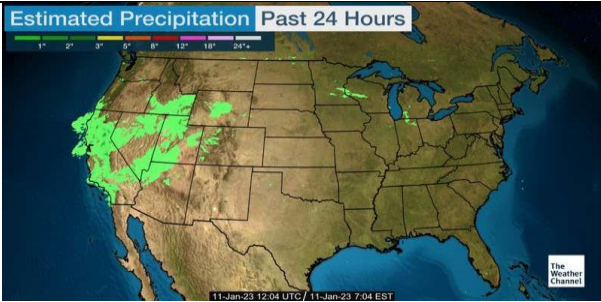 Estimated Precipitation Past 24 Hours
1" 2" 3" 5" 8" 12" 18" 24"+
The
Weather
Channel
11-Jan-23 12:04 UTC / 11-Jan-23 7:04 EST